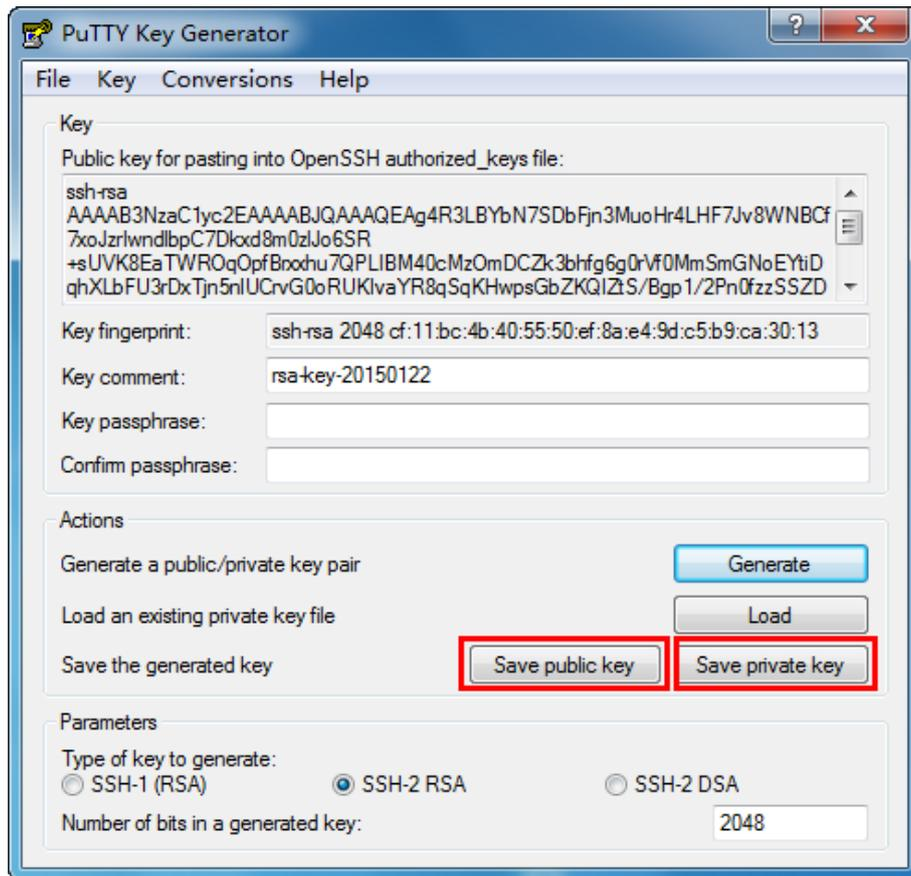 PuTTY Key Generator
File Key Conversions Help
Key
Public key for pasting into OpenSSH authorized_keys file:
ssh-rsa
AAAAB3NzaC1yc2EAAAABJQAAAQEAg4R3LBYbN7SDbFjn3MuoHr4LHF7Jv8WNBCf
7xoJzrlwndlbpC7Dkxd8m0zlJo6SR
+sUVK8EaTWROqOpfBrxxhu7QPLIBM40cMzOmDCZk3bhfg6g0rVf0MmSmGNoEYtiD
qhXLbFU3rDxTjn5nlUCrvG0oRUKlvaYR8qSqKHwpsGbZKQIZtS/Bgp1/2Pn0fzzSSZD
Key fingerprint: ssh-rsa 2048 cf:11:bc:4b:40:55:50:ef:8a:e4:9d:c5:b9:ca:30:13
Key comment: rsa-key-20150122
Key passphrase:
Confirm passphrase:
Actions
Generate a public/private key pair Generate
Load an existing private key file Load
Save the generated key Save public key Save private key
Parameters
Type of key to generate:
SSH-1 (RSA) SSH-2 RSA SSH-2 DSA
Number of bits in a generated key: 2048